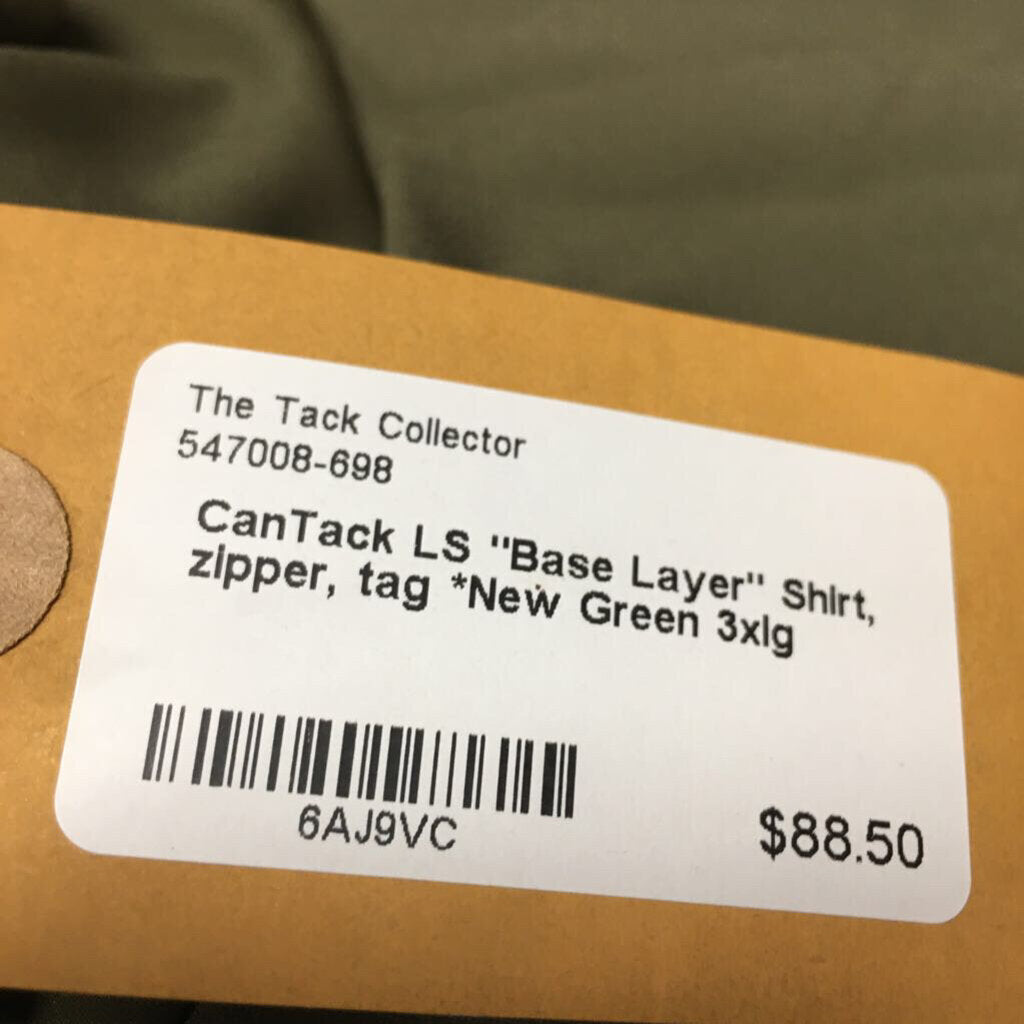 The Tack Collector
547008-698
CanTack LS "Base Layer" Shirt,
zipper, tag *New Green 3xlg
6AJ9VC
$88.50